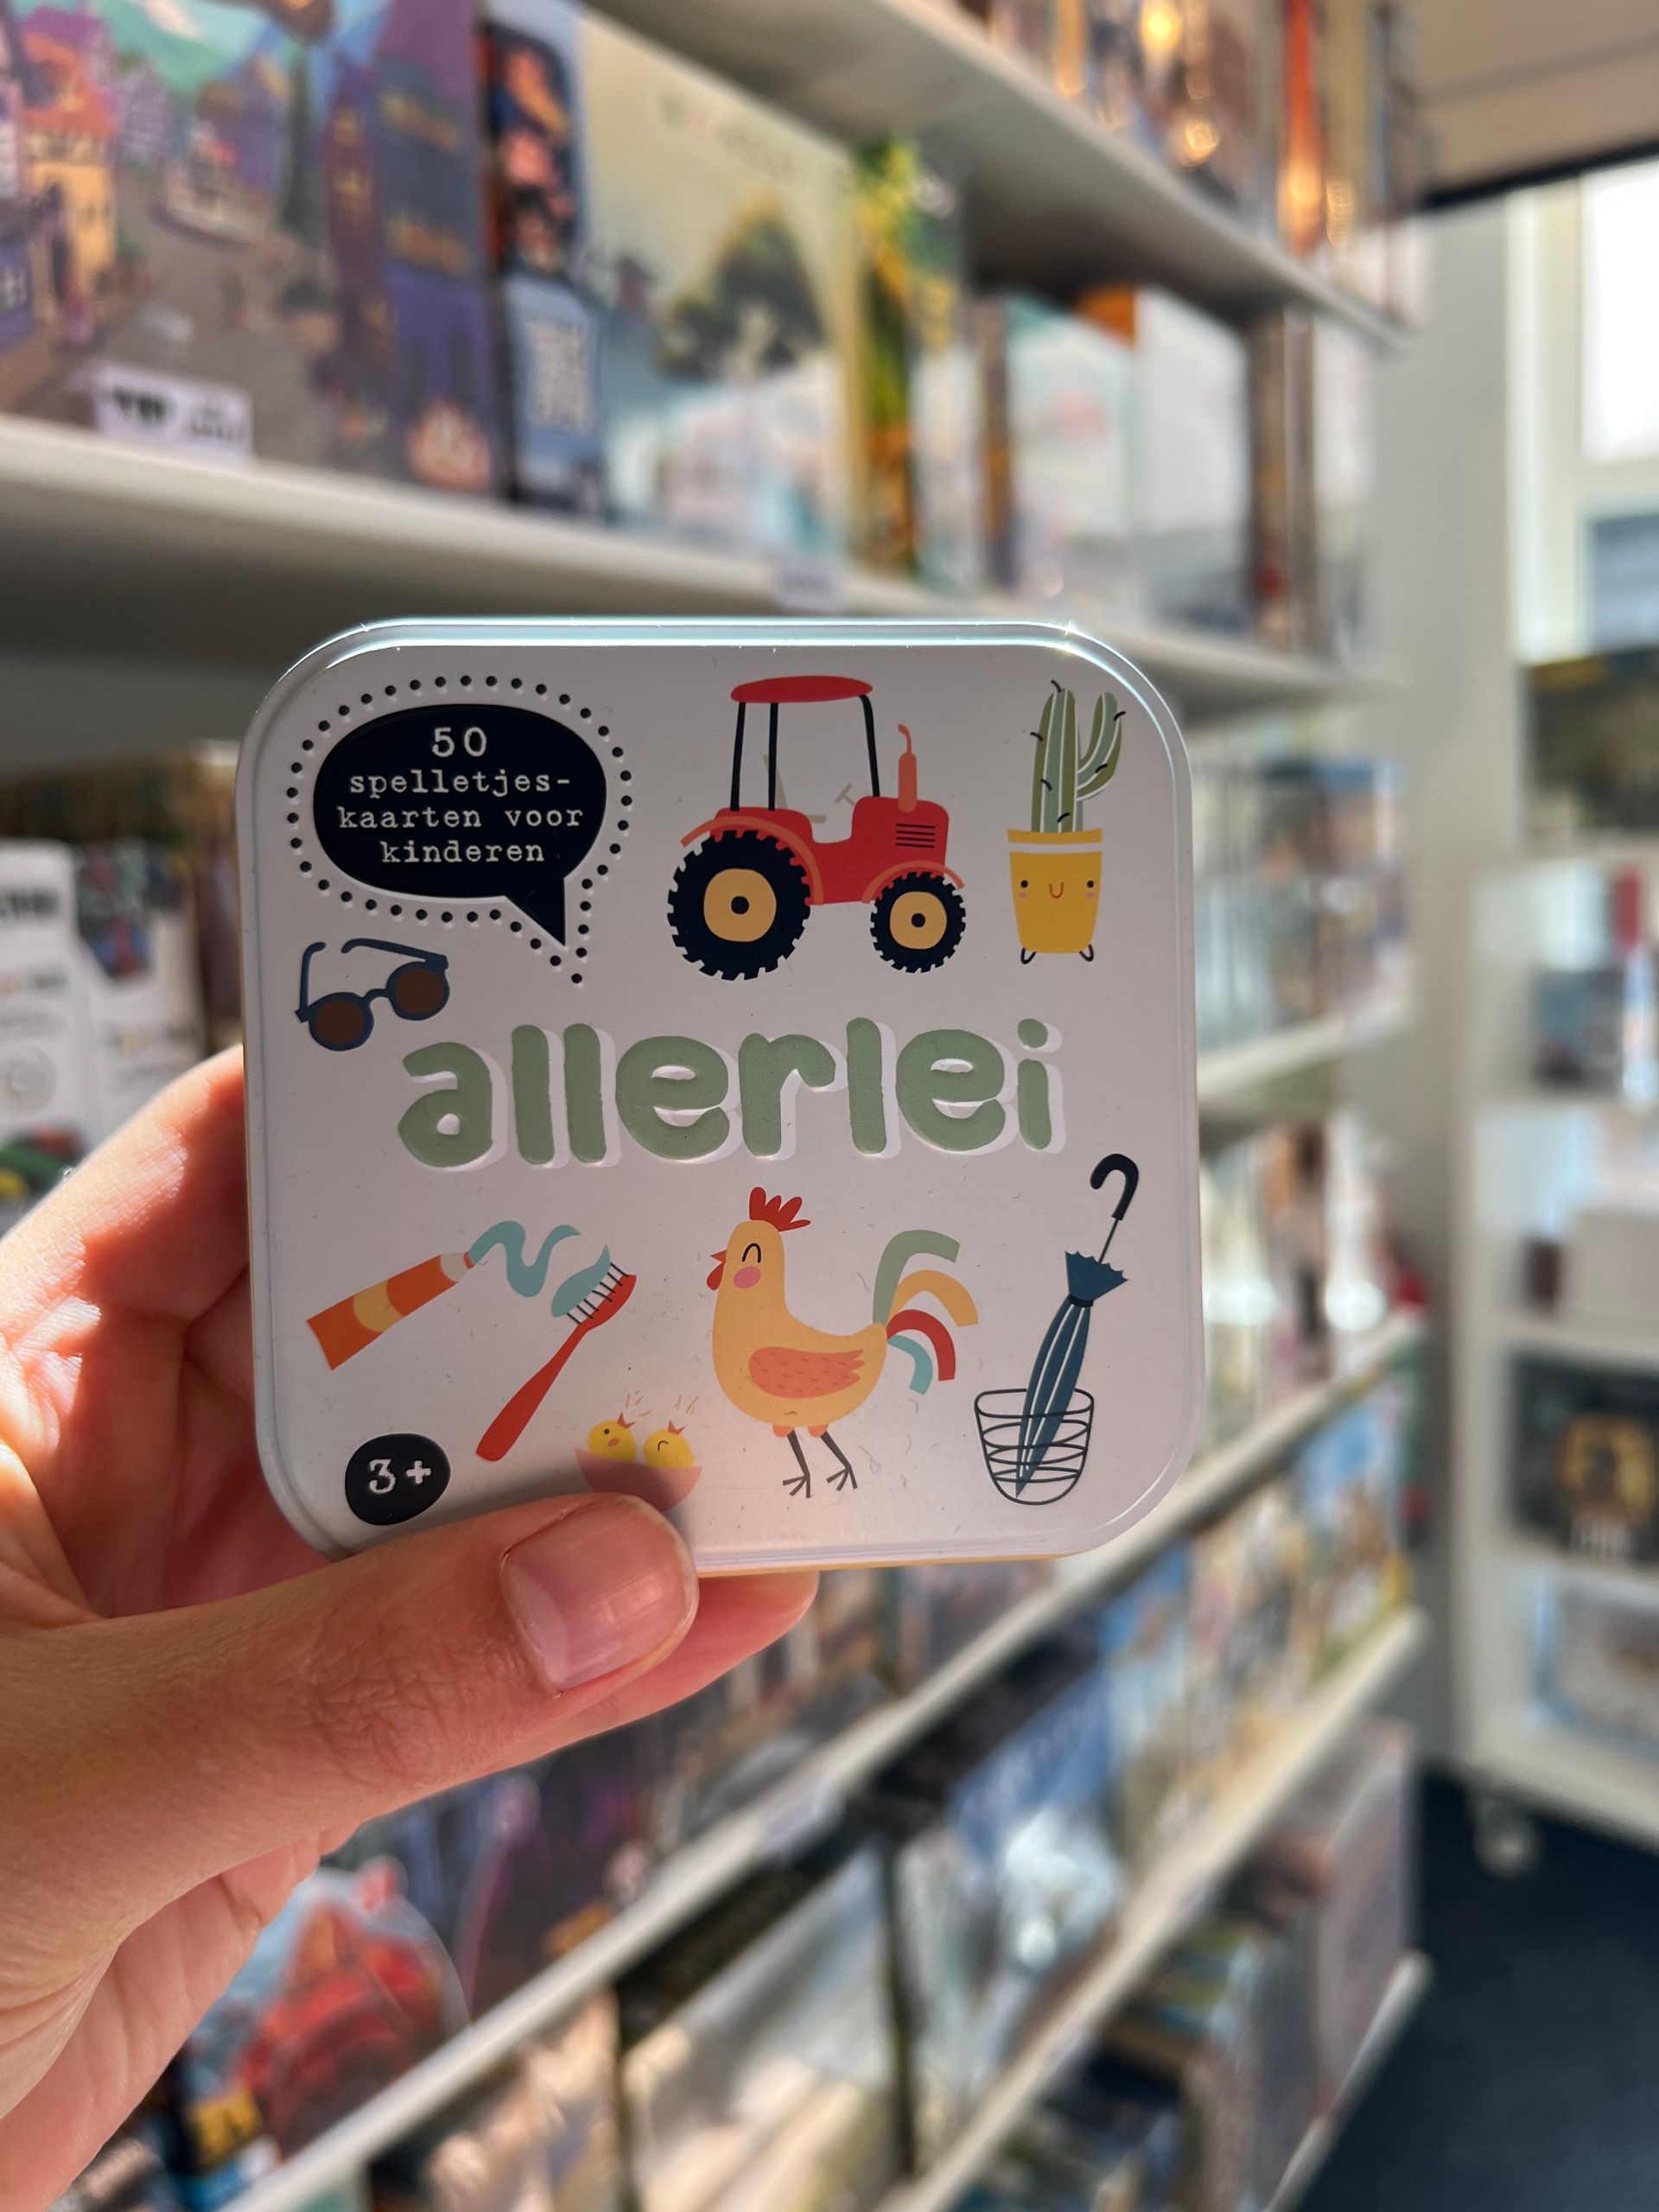 50
spelletjes-
kaarten voor
kinderen
allerlei
3+